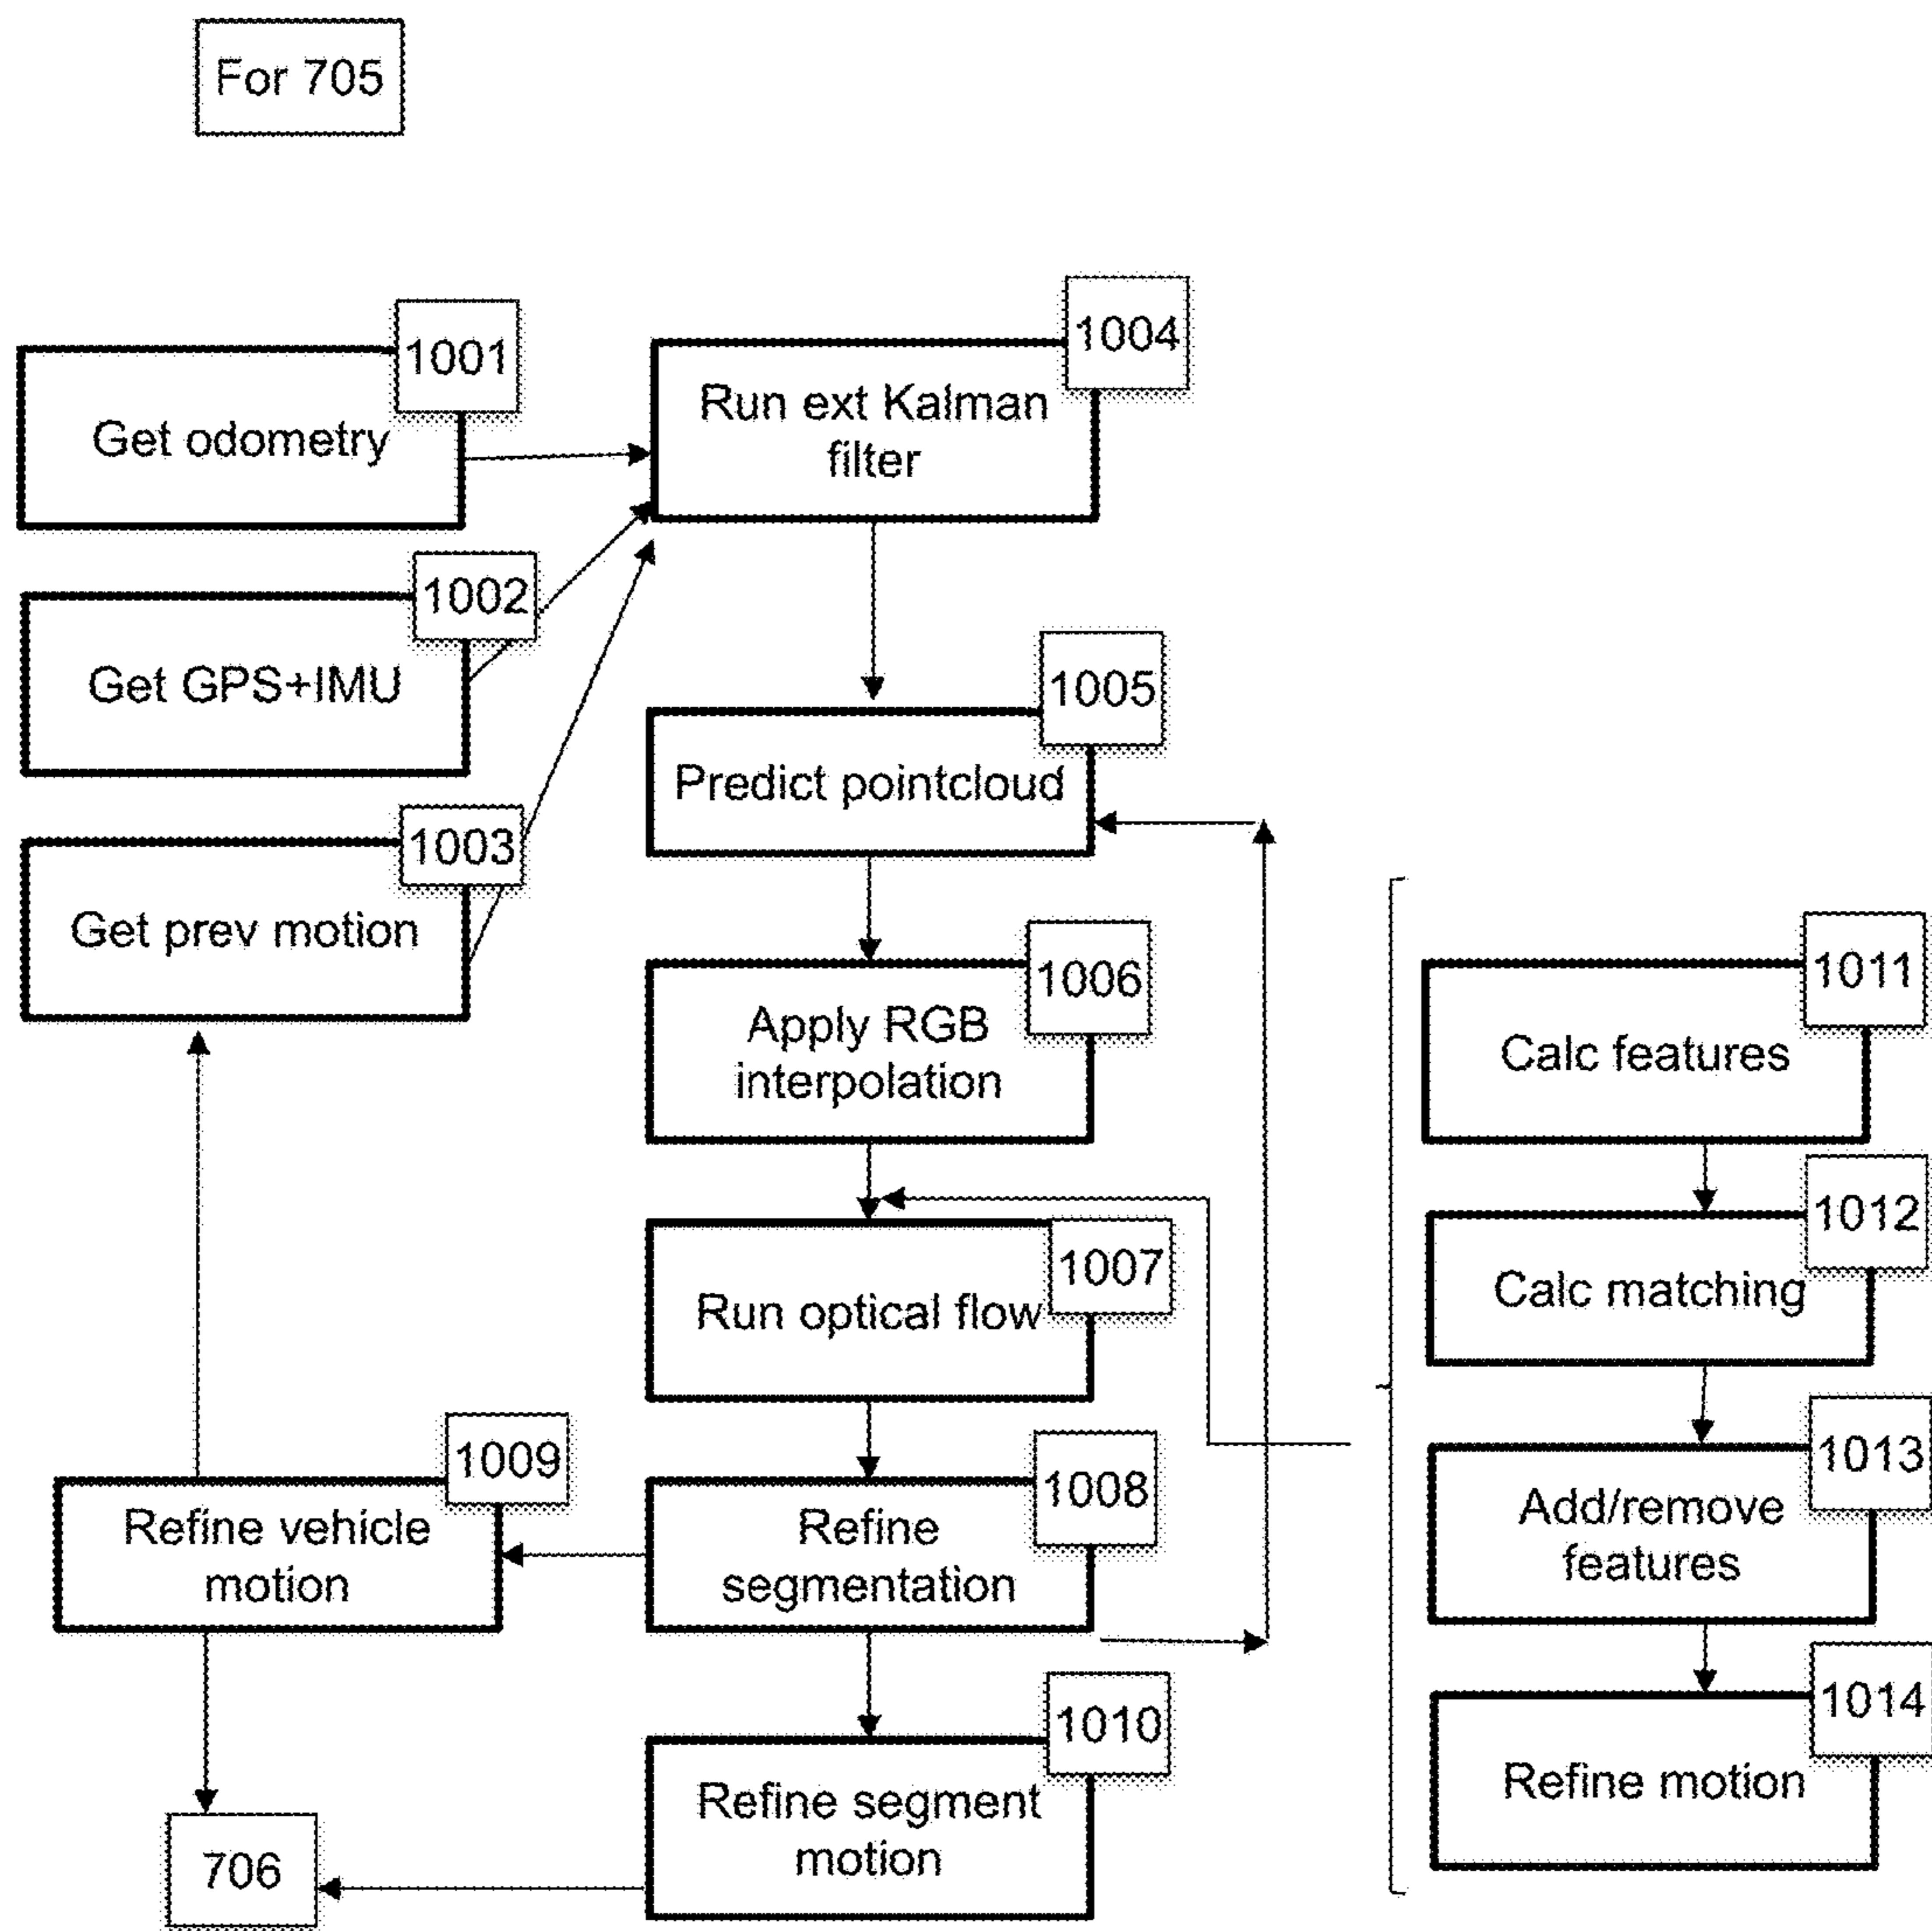 For 705
1001
Get odometry
1002
Get GPS+IMU
1003
Get prev motion
1004
Run ext Kalman
filter
1005
Predict pointcloud
1006
Apply RGB
interpolation
1007
Run optical flow
1008
Refine
segmentation
1009
Refine vehicle
motion
1010
Refine segment
motion
706
1011
Calc features
1012
Calc matching
1013
Add/remove
features
1014
Refine motion